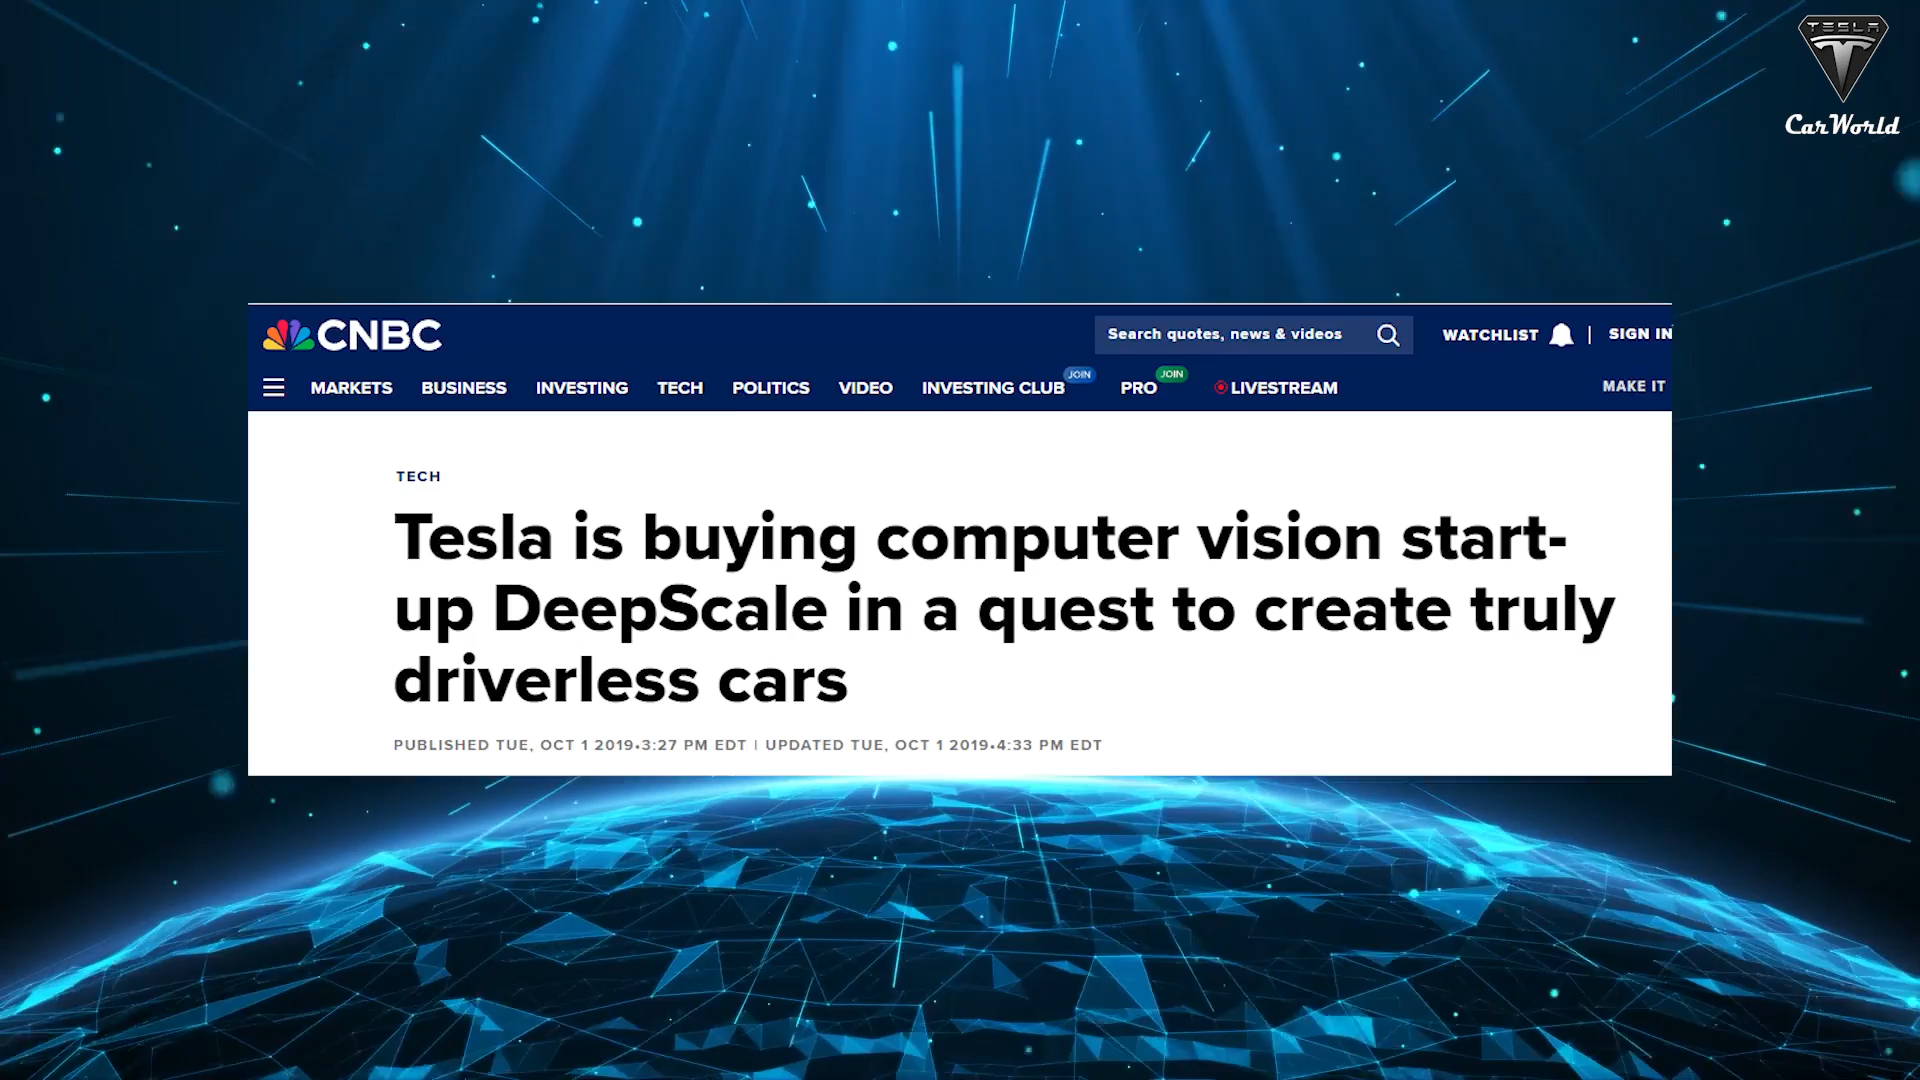 TESLA
CarWorld
CNBC
Search quotes, news & videos
WATCHLIST | SIGN IN
MARKETS BUSINESS INVESTING TECH POLITICS VIDEO INVESTING CLUB JOIN PRO JOIN LIVESTREAM MAKE IT
TECH
Tesla is buying computer vision start-
up DeepScale in a quest to create truly
driverless cars
PUBLISHED TUE, OCT 1 2019•3:27 PM EDT | UPDATED TUE, OCT 1 2019•4:33 PM EDT